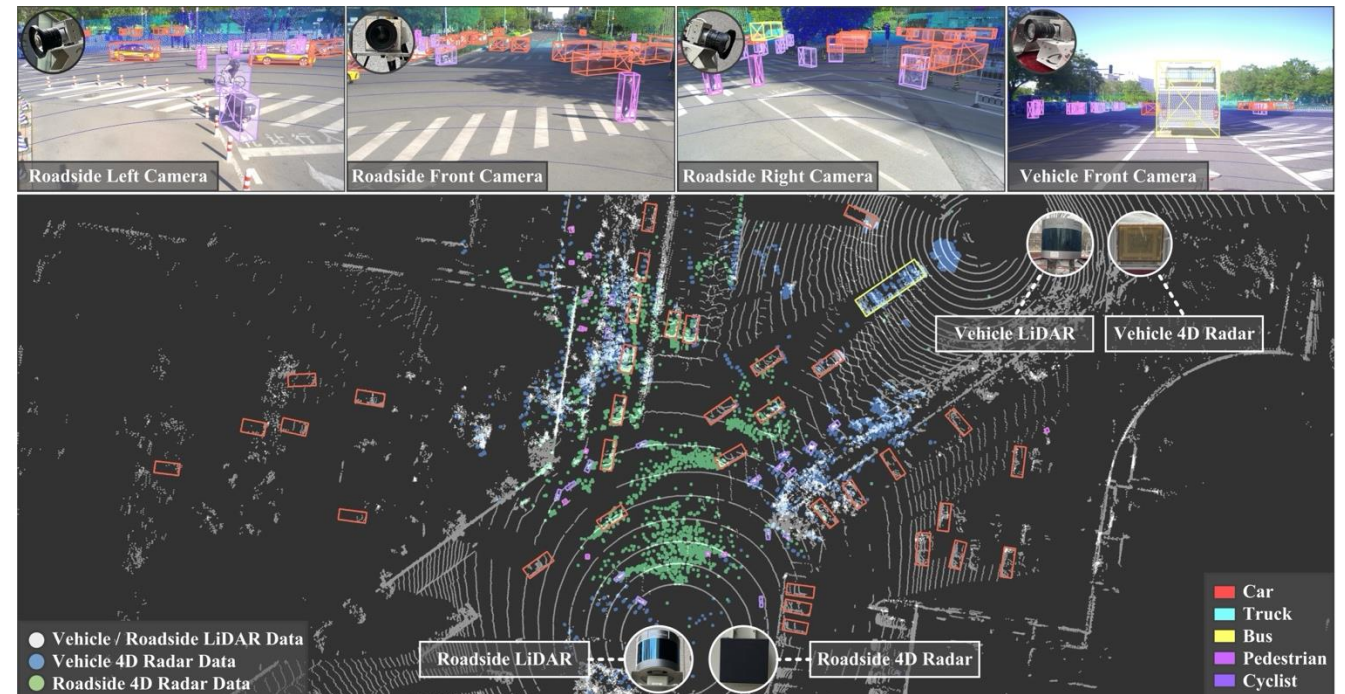 Roadside Left Camera
Roadside Front Camera
Roadside Right Camera
Vehicle Front Camera
Vehicle LiDAR
Vehicle 4D Radar
Vehicle / Roadside LiDAR Data
Vehicle 4D Radar Data
Roadside 4D Radar Data
Roadside LiDAR
Roadside 4D Radar
Car
Truck
Bus
Pedestrian
Cyclist